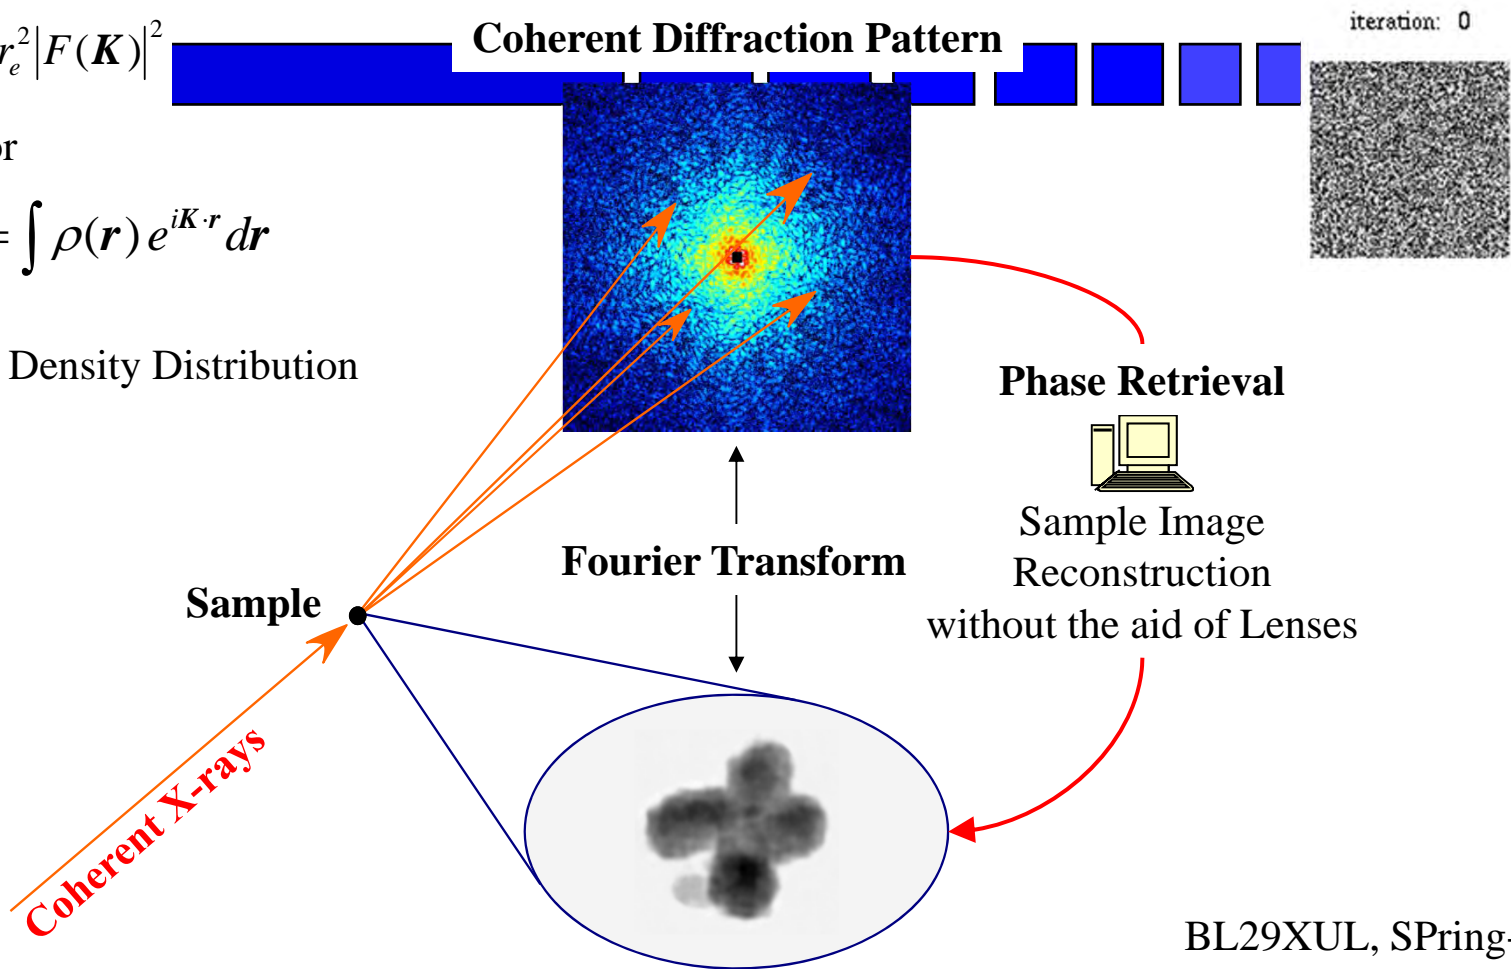 r_e^2 |F(K)|^2
Coherent Diffraction Pattern
iteration: 0
or
= ∫ ρ(r) e^{iK·r} dr
Density Distribution
Phase Retrieval
Sample Image
Reconstruction
without the aid of Lenses
Fourier Transform
Sample
Coherent X-rays
BL29XUL, SPring-